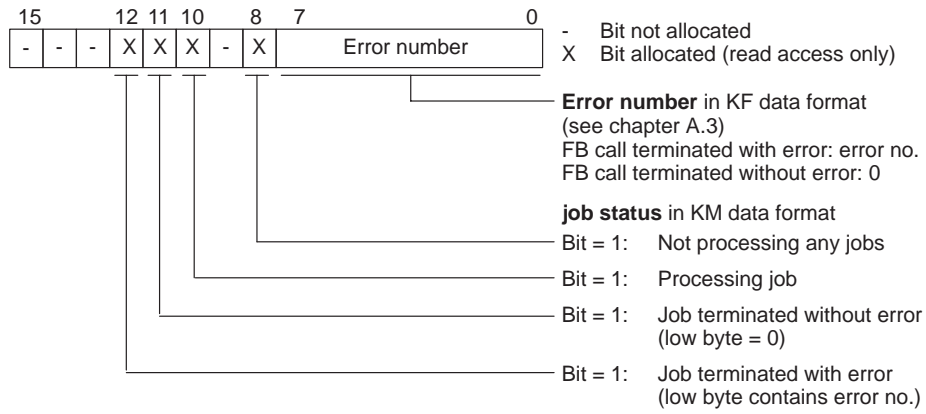 15 12 11 10 8 7 0
- - - X X X - X Error number
- Bit not allocated
X Bit allocated (read access only)
Error number in KF data format
(see chapter A.3)
FB call terminated with error: error no.
FB call terminated without error: 0
job status in KM data format
Bit = 1: Not processing any jobs
Bit = 1: Processing job
Bit = 1: Job terminated without error
(low byte = 0)
Bit = 1: Job terminated with error
(low byte contains error no.)